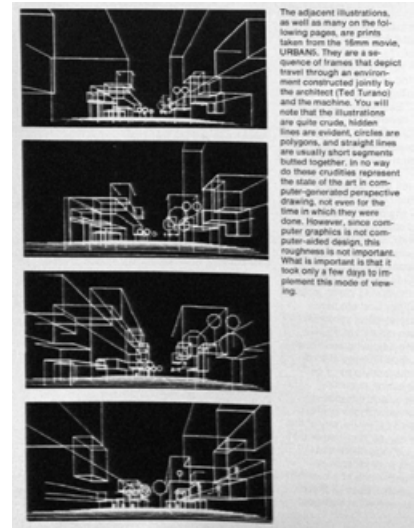 The adjacent illustrations,
as well as many on the fol-
lowing pages, are prints
taken from the 16mm movie,
URBAN5. They are a se-
quence of frames that depict
travel through an environ-
ment constructed jointly by
the architect (Ted Turano)
and the machine. You will
note that the illustrations
are quite crude, hidden
lines are evident, circles are
polygons, and straight lines
are usually short segments
butted together. In no way
do these crudities represent
the state of the art in com-
puter-generated perspective
drawing, not even for the
time in which they were
done. However, since com-
puter graphics is not com-
puter-aided design, this
roughness is not important.
What is important is that it
took only a few days to im-
plement this mode of view-
ing.